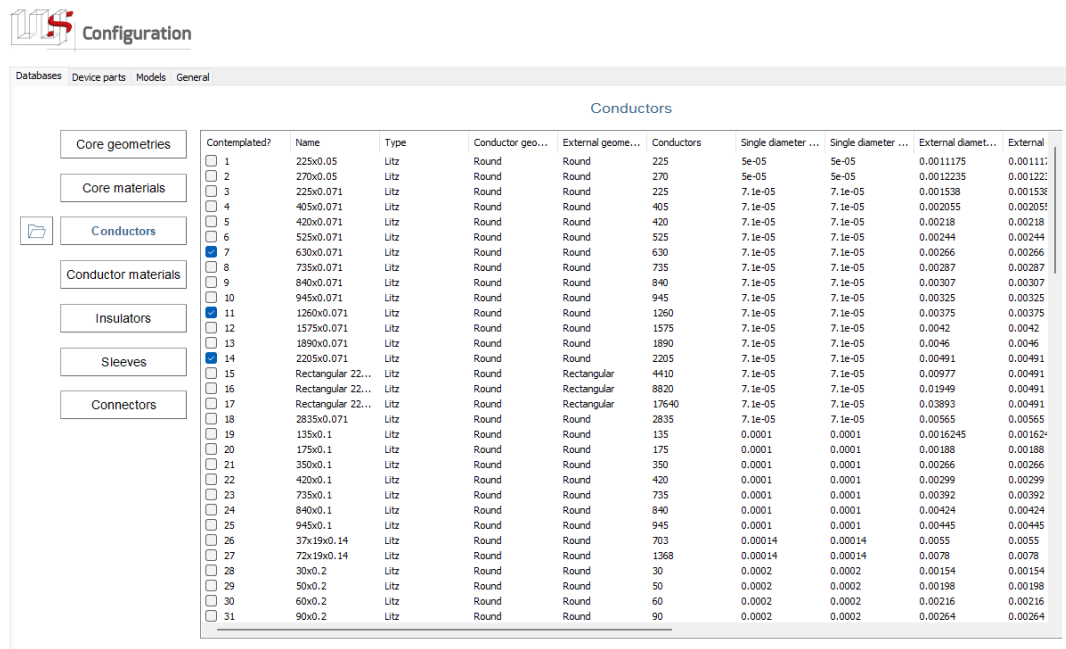 Configuration
Databases Device parts Models General
Conductors
Core geometries
Core materials
Conductors
Conductor materials
Insulators
Sleeves
Connectors
Contemplated? Name Type Conductor geo... External geome... Conductors Single diameter ... Single diameter ... External diamet... External
1 225x0.05 Litz Round Round 225 5e-05 5e-05 0.0011175 0.00111
2 270x0.05 Litz Round Round 270 5e-05 5e-05 0.0012235 0.00122
3 225x0.071 Litz Round Round 225 7.1e-05 7.1e-05 0.001538 0.001538
4 405x0.071 Litz Round Round 405 7.1e-05 7.1e-05 0.002055 0.002055
5 420x0.071 Litz Round Round 420 7.1e-05 7.1e-05 0.00218 0.00218
6 525x0.071 Litz Round Round 525 7.1e-05 7.1e-05 0.00244 0.00244
7 630x0.071 Litz Round Round 630 7.1e-05 7.1e-05 0.00266 0.00266
8 735x0.071 Litz Round Round 735 7.1e-05 7.1e-05 0.00287 0.00287
9 840x0.071 Litz Round Round 840 7.1e-05 7.1e-05 0.00307 0.00307
10 945x0.071 Litz Round Round 945 7.1e-05 7.1e-05 0.00325 0.00325
11 1260x0.071 Litz Round Round 1260 7.1e-05 7.1e-05 0.00375 0.00375
12 1575x0.071 Litz Round Round 1575 7.1e-05 7.1e-05 0.0042 0.0042
13 1890x0.071 Litz Round Round 1890 7.1e-05 7.1e-05 0.0046 0.0046
14 2205x0.071 Litz Round Round 2205 7.1e-05 7.1e-05 0.00491 0.00491
15 Rectangular 22... Litz Round Rectangular 4410 7.1e-05 7.1e-05 0.00977 0.00491
16 Rectangular 22... Litz Round Rectangular 8820 7.1e-05 7.1e-05 0.01949 0.00491
17 Rectangular 22... Litz Round Rectangular 17640 7.1e-05 7.1e-05 0.03893 0.00491
18 2835x0.071 Litz Round Round 2835 7.1e-05 7.1e-05 0.00565 0.00565
19 135x0.1 Litz Round Round 135 0.0001 0.0001 0.0016245 0.001624
20 175x0.1 Litz Round Round 175 0.0001 0.0001 0.00188 0.00188
21 350x0.1 Litz Round Round 350 0.0001 0.0001 0.00266 0.00266
22 420x0.1 Litz Round Round 420 0.0001 0.0001 0.00299 0.00299
23 735x0.1 Litz Round Round 735 0.0001 0.0001 0.00392 0.00392
24 840x0.1 Litz Round Round 840 0.0001 0.0001 0.00424 0.00424
25 945x0.1 Litz Round Round 945 0.0001 0.0001 0.00445 0.00445
26 37x19x0.14 Litz Round Round 703 0.00014 0.00014 0.0055 0.0055
27 72x19x0.14 Litz Round Round 1368 0.00014 0.00014 0.0078 0.0078
28 30x0.2 Litz Round Round 30 0.0002 0.0002 0.00154 0.00154
29 50x0.2 Litz Round Round 50 0.0002 0.0002 0.00198 0.00198
30 60x0.2 Litz Round Round 60 0.0002 0.0002 0.00216 0.00216
31 90x0.2 Litz Round Round 90 0.0002 0.0002 0.00264 0.00264